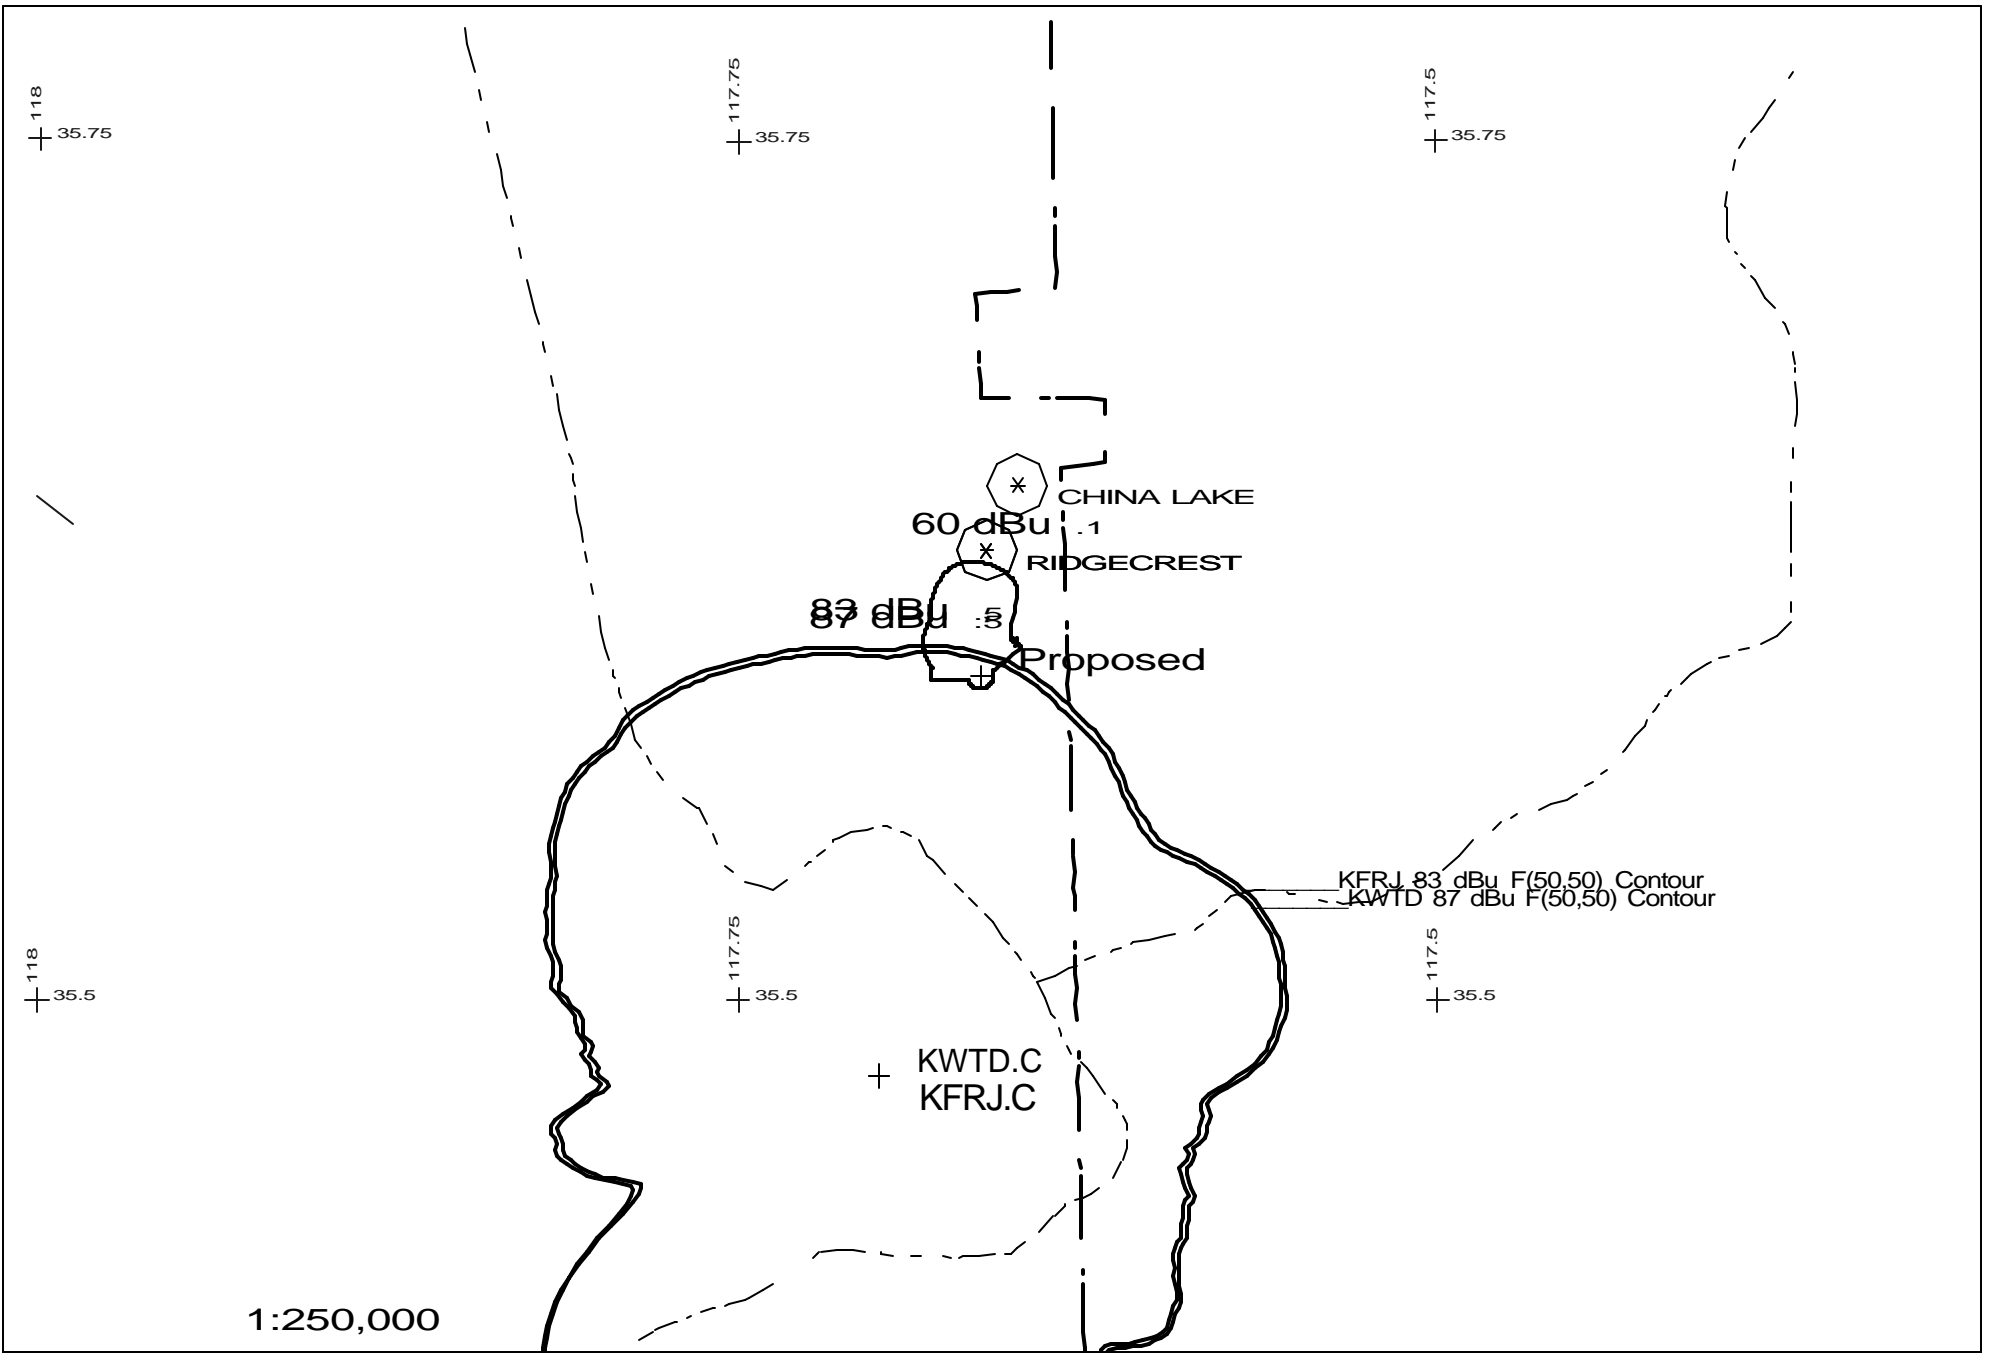 118
35.75
117.75
35.75
117.5
35.75
CHINA LAKE
60 dBu .1
RIDGECREST
83 dBu .5
87 dBu .5
Proposed
KFRJ 83 dBu F(50,50) Contour
KWTD 87 dBu F(50,50) Contour
118
35.5
117.75
35.5
117.5
35.5
KWTD.C
KFRJ.C
1:250,000